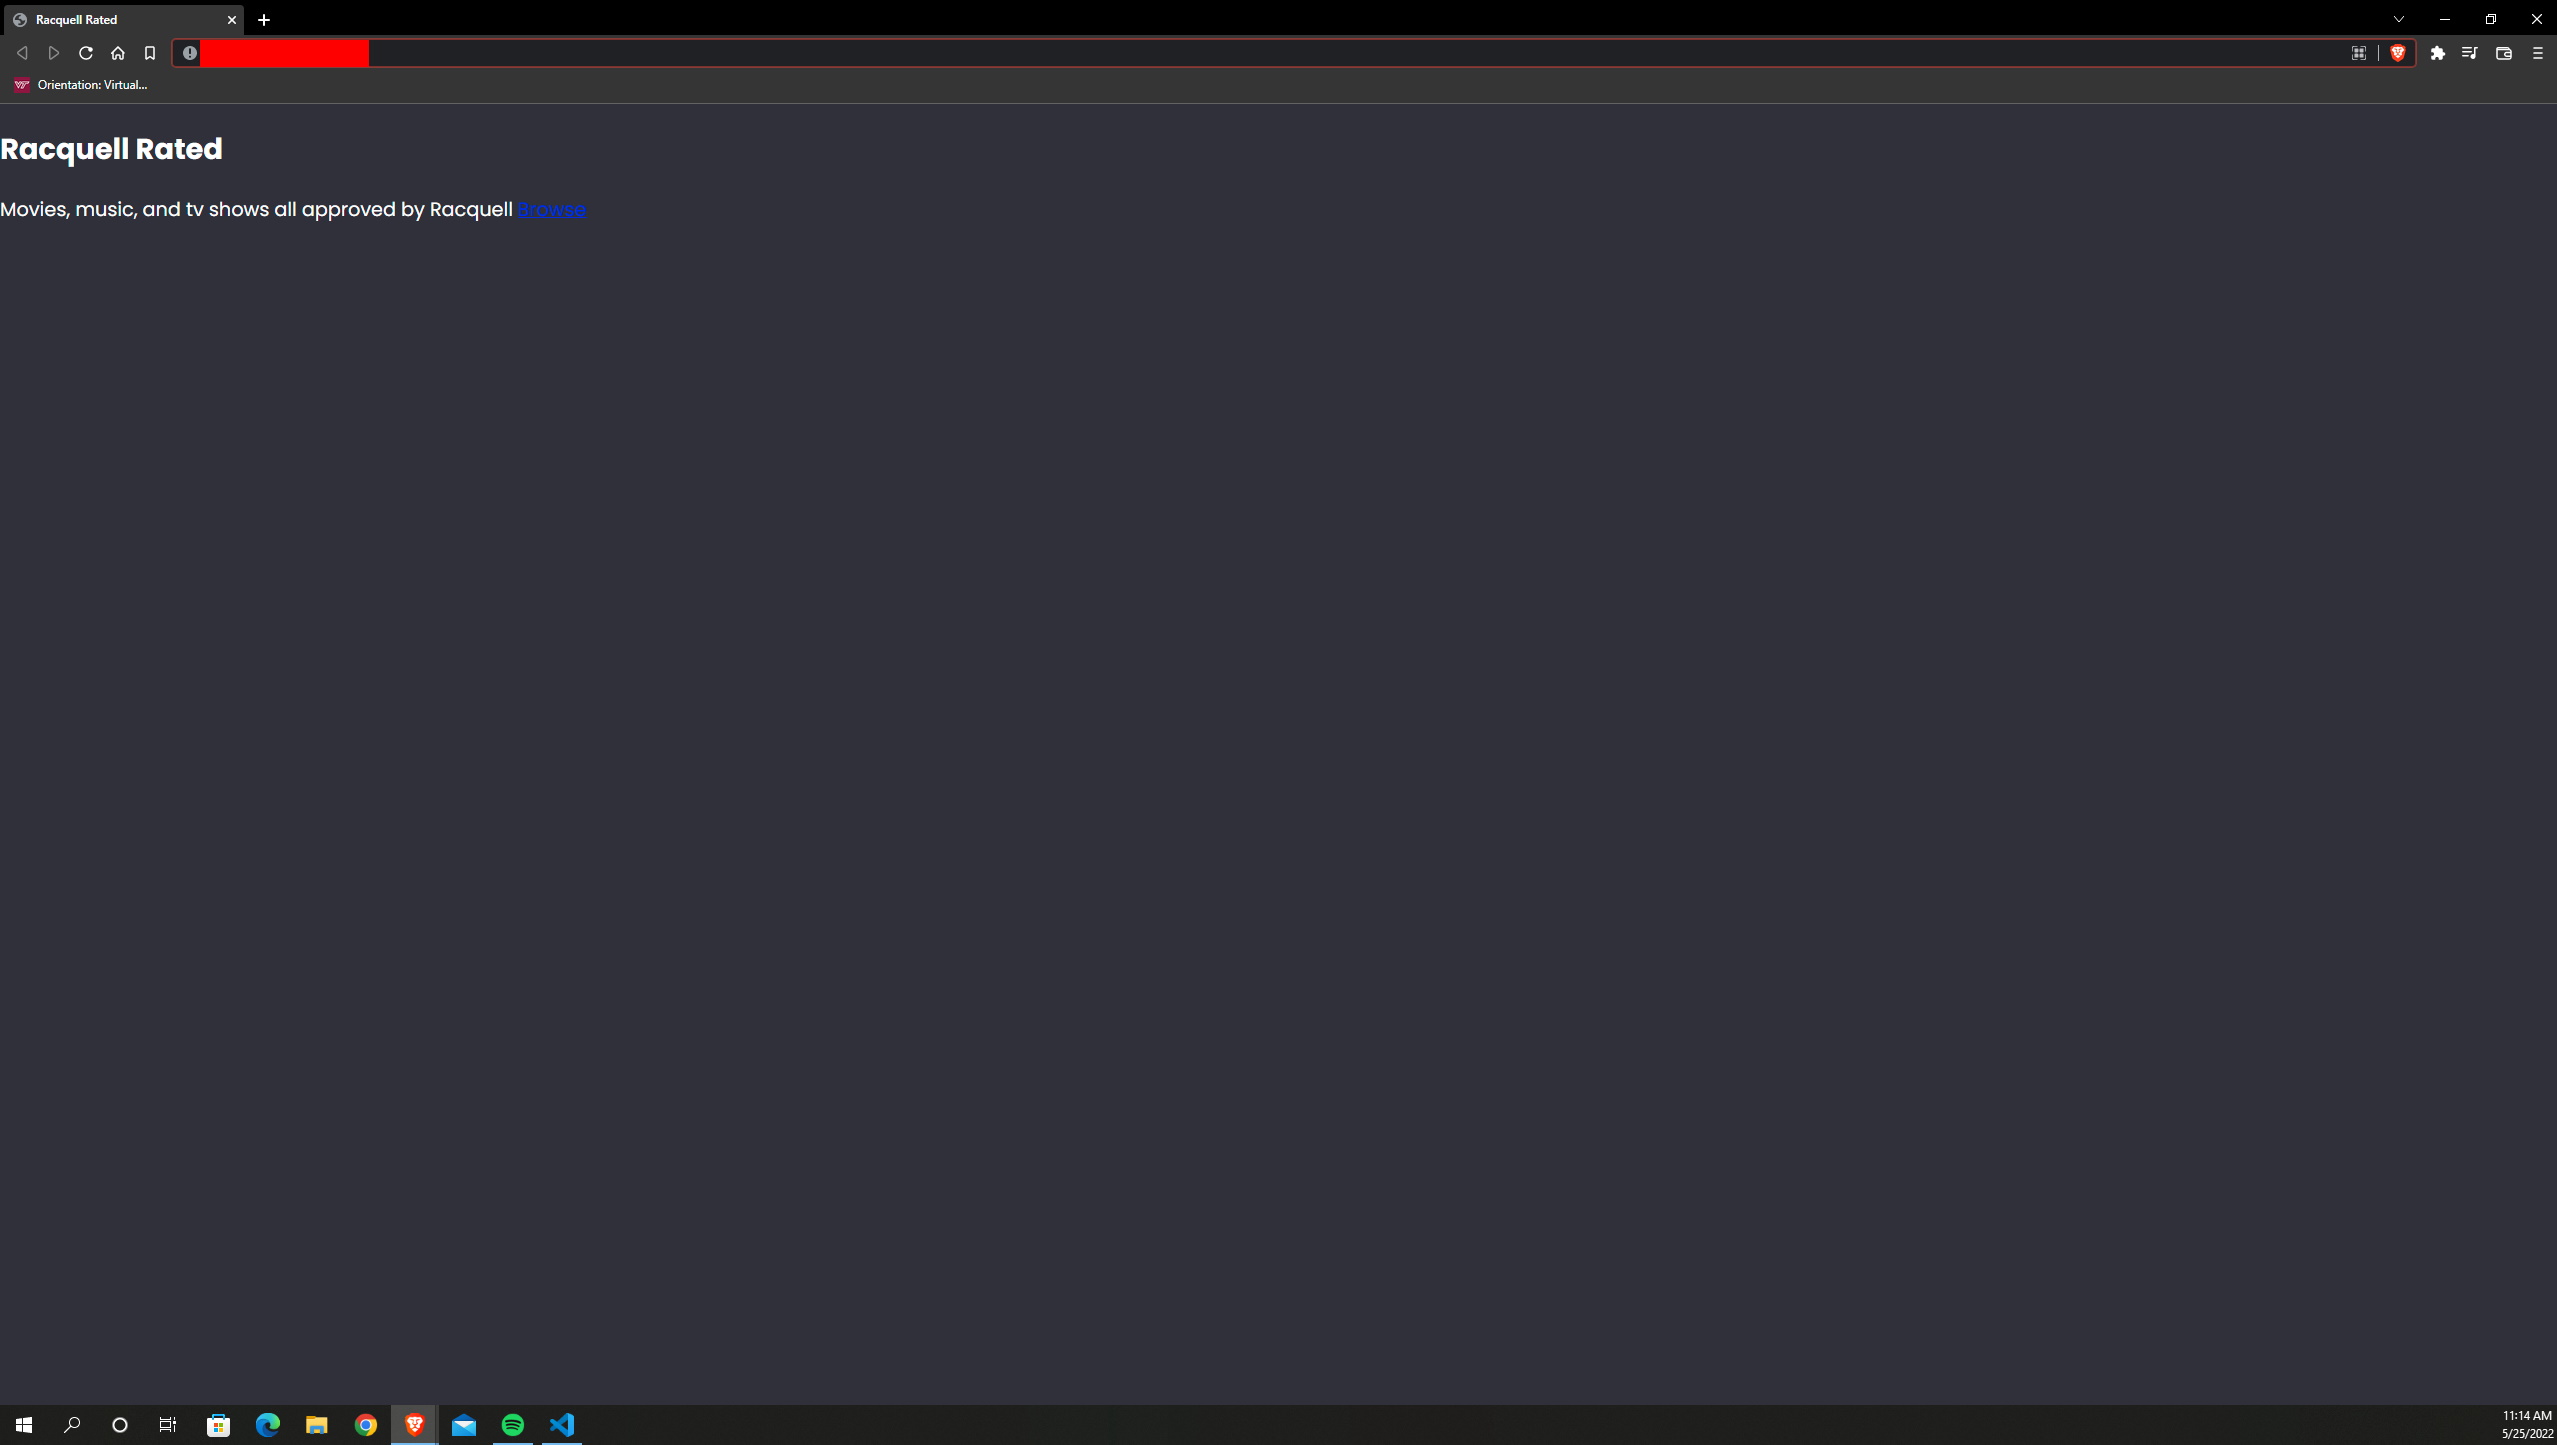 Racquell Rated
Orientation: Virtual...
Racquell Rated
Movies, music, and tv shows all approved by Racquell Browse
11:14 AM
5/25/2022